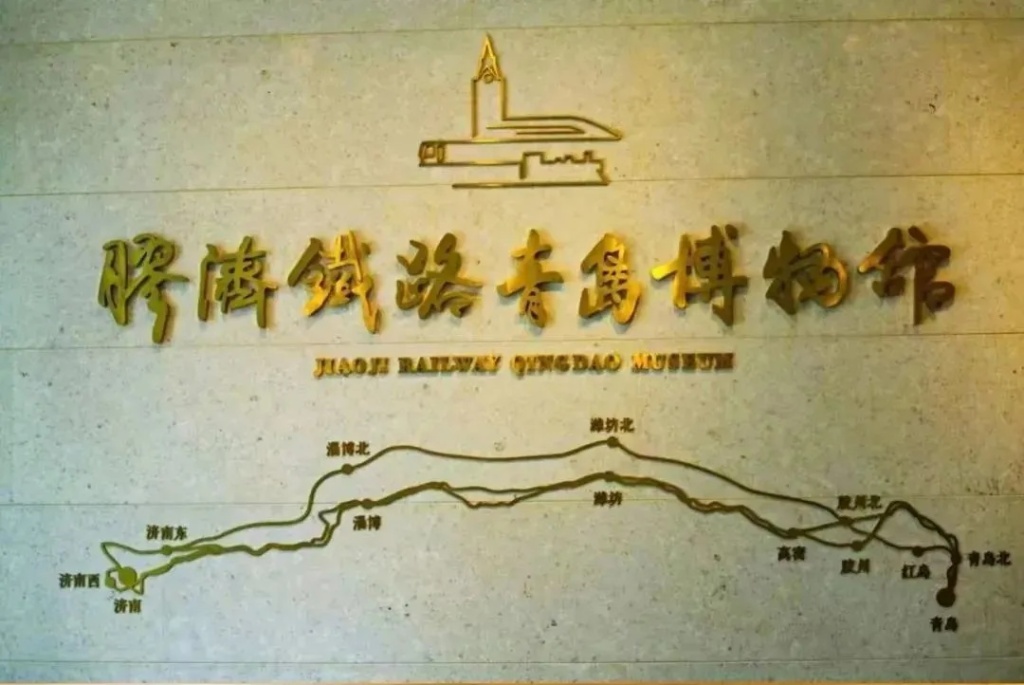 膠濟鐵路青島博物館
JIAOJI RAILWAY QINGDAO MUSEUM
潍坊北
淄博北
潍坊
胶州北
淄博
济南东
高密
胶州
红岛
青岛北
济南西
济南
青岛